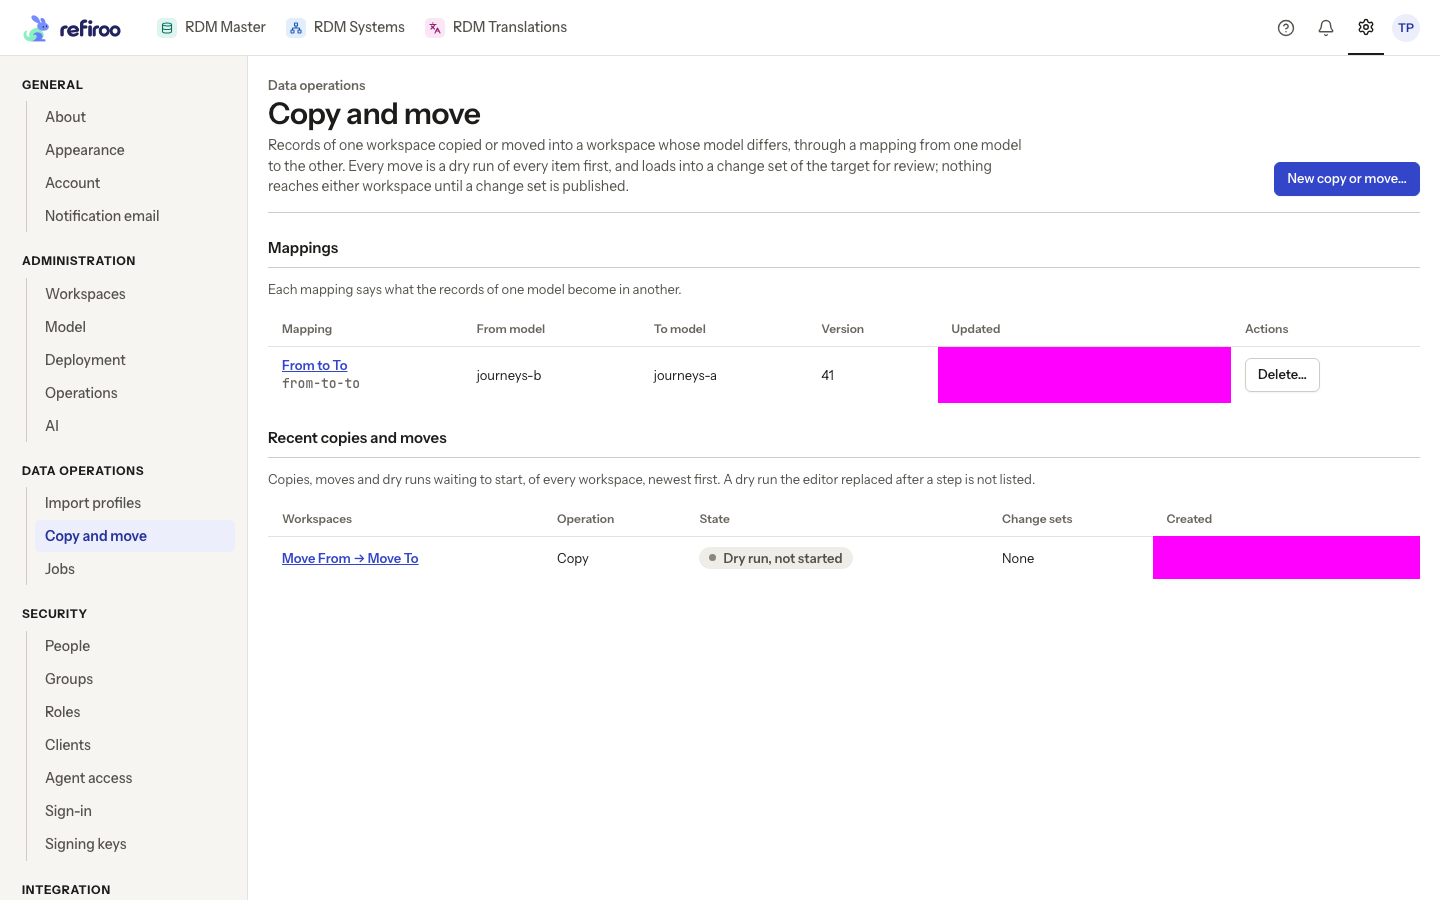 refiroo
RDM Master
RDM Systems
RDM Translations
TP
GENERAL
About
Appearance
Account
Notification email
ADMINISTRATION
Workspaces
Model
Deployment
Operations
AI
DATA OPERATIONS
Import profiles
Copy and move
Jobs
SECURITY
People
Groups
Roles
Clients
Agent access
Sign-in
Signing keys
INTEGRATION
Data operations
Copy and move
Records of one workspace copied or moved into a workspace whose model differs, through a mapping from one model
to the other. Every move is a dry run of every item first, and loads into a change set of the target for review; nothing
reaches either workspace until a change set is published.
New copy or move...
Mappings
Each mapping says what the records of one model become in another.
Mapping From model To model Version Updated Actions
From to To
from-to-to
journeys-b journeys-a 41 Delete...
Recent copies and moves
Copies, moves and dry runs waiting to start, of every workspace, newest first. A dry run the editor replaced after a step is not listed.
Workspaces Operation State Change sets Created
Move From → Move To Copy Dry run, not started None